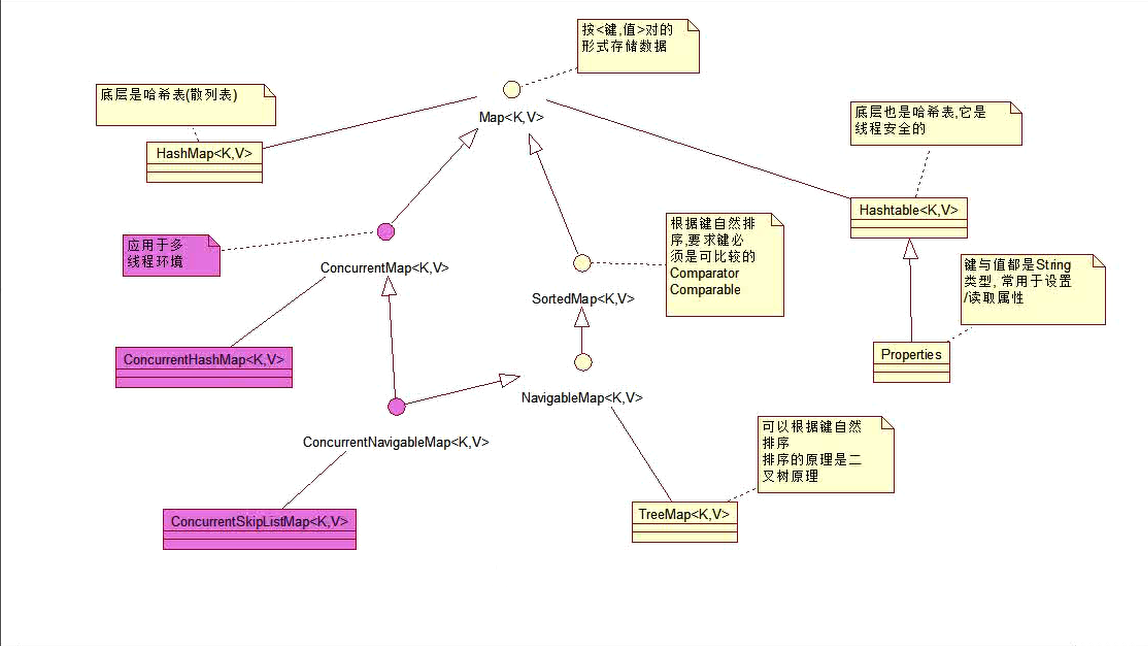 按<键,值>对的
形式存储数据
底层是哈希表(散列表)
Map<K,V>
底层也是哈希表,它是
线程安全的
HashMap<K,V>
Hashtable<K,V>
应用于多
线程环境
根据键自然排
序,要求键必
须是可比较的
Comparator
Comparable
ConcurrentMap<K,V>
SortedMap<K,V>
键与值都是String
类型, 常用于设置
/读取属性
ConcurrentHashMap<K,V>
Properties
NavigableMap<K,V>
ConcurrentNavigableMap<K,V>
可以根据键自然
排序
排序的原理是二
叉树原理
ConcurrentSkipListMap<K,V>
TreeMap<K,V>